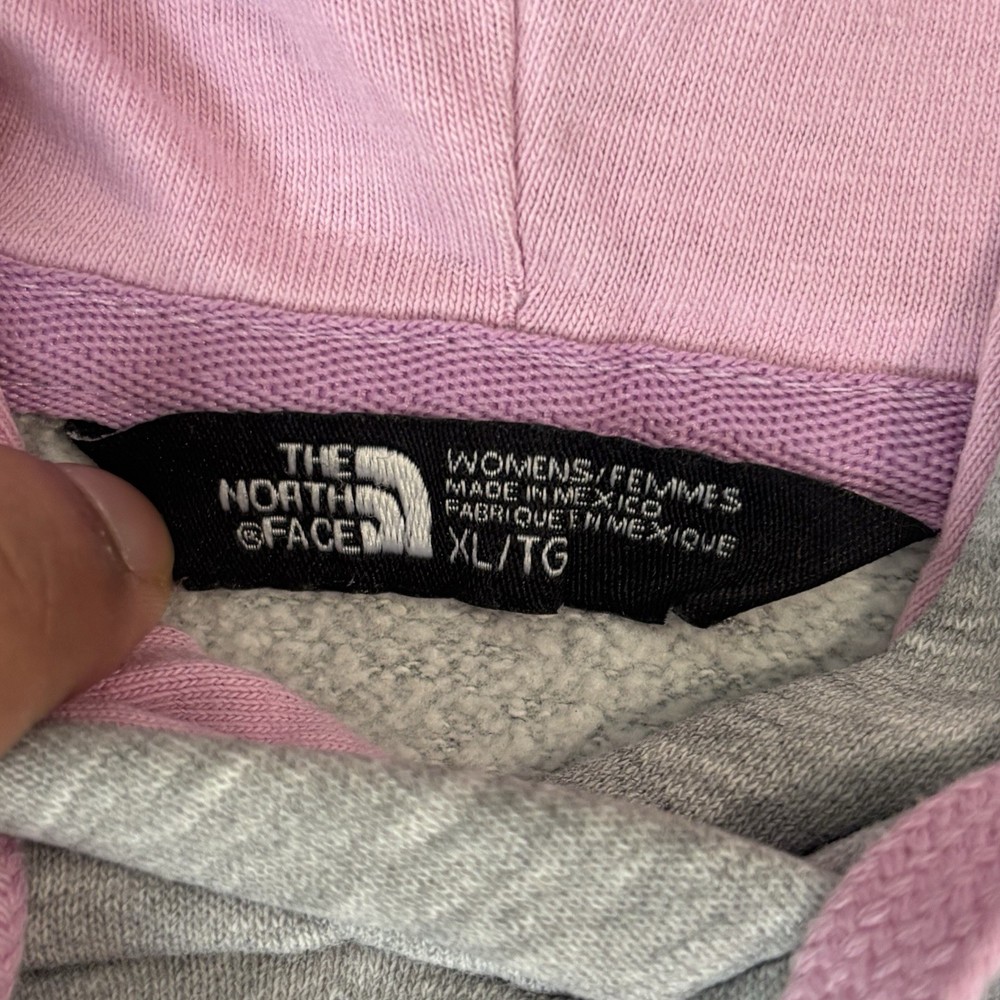 THE
NORTH
®FACE
WOMENS/FEMMES
MADE IN MEXICO
FABRIQUE EN MEXIQUE
XL/TG